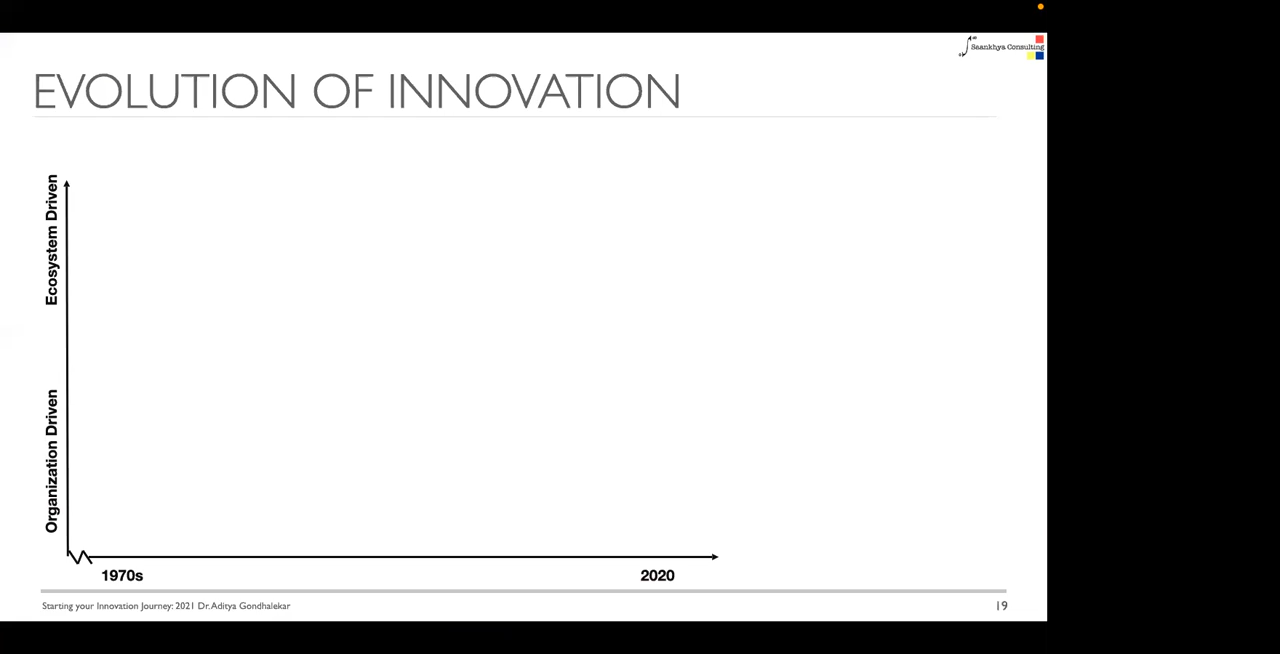 Saankhya Consulting
EVOLUTION OF INNOVATION
Ecosystem Driven
Organization Driven
1970s
2020
Starting your Innovation Journey: 2021 Dr. Aditya Gondhalekar
19